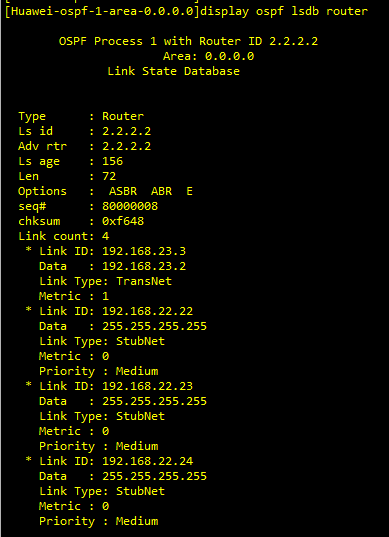 [Huawei-ospf-1-area-0.0.0.0]display ospf lsdb router
OSPF Process 1 with Router ID 2.2.2.2
Area: 0.0.0.0
Link State Database
Type : Router
Ls id : 2.2.2.2
Adv rtr : 2.2.2.2
Ls age : 156
Len : 72
Options : ASBR ABR E
seq# : 80000008
chksum : 0xf648
Link count: 4
* Link ID: 192.168.23.3
Data : 192.168.23.2
Link Type: TransNet
Metric : 1
* Link ID: 192.168.22.22
Data : 255.255.255.255
Link Type: StubNet
Metric : 0
Priority : Medium
* Link ID: 192.168.22.23
Data : 255.255.255.255
Link Type: StubNet
Metric : 0
Priority : Medium
* Link ID: 192.168.22.24
Data : 255.255.255.255
Link Type: StubNet
Metric : 0
Priority : Medium